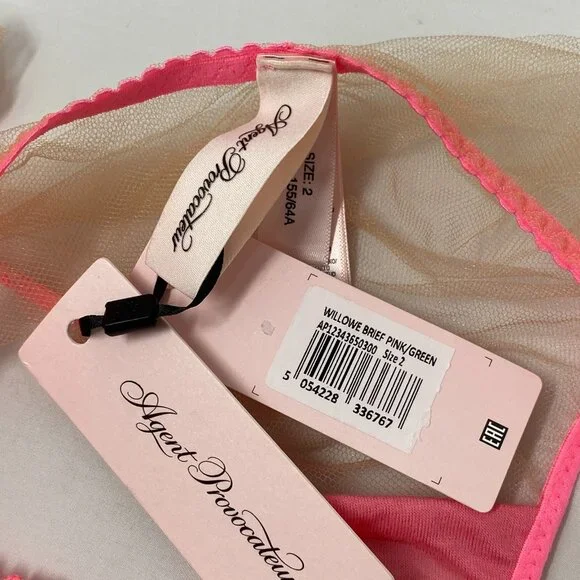 Agent Provocateur
SIZE: 2
155/64A
WILLOWE BRIEF PINK/GREEN
AP12343650300 Size 2
5 054228 336767
EAC
Agent Provocateur